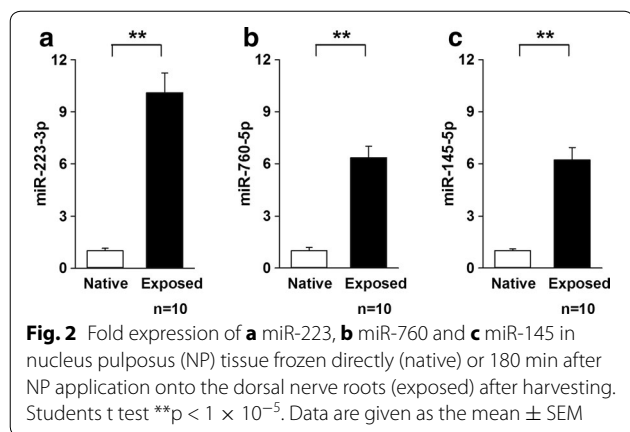 a
**
12
9
6
3
0
miR-223-3p
Native Exposed
n=10
b
**
12
9
6
3
0
miR-760-5p
Native Exposed
n=10
c
**
12
9
6
3
0
miR-145-5p
Native Exposed
n=10
Fig. 2 Fold expression of a miR-223, b miR-760 and c miR-145 in
nucleus pulposus (NP) tissue frozen directly (native) or 180 min after
NP application onto the dorsal nerve roots (exposed) after harvesting.
Students t test **p < 1 × 10⁻⁵. Data are given as the mean ± SEM